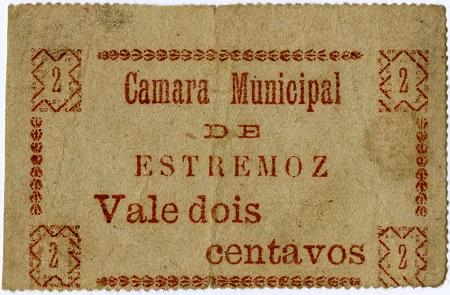 2 2
Camara Municipal
DE
ESTREMOZ
Vale dois
centavos
2 2